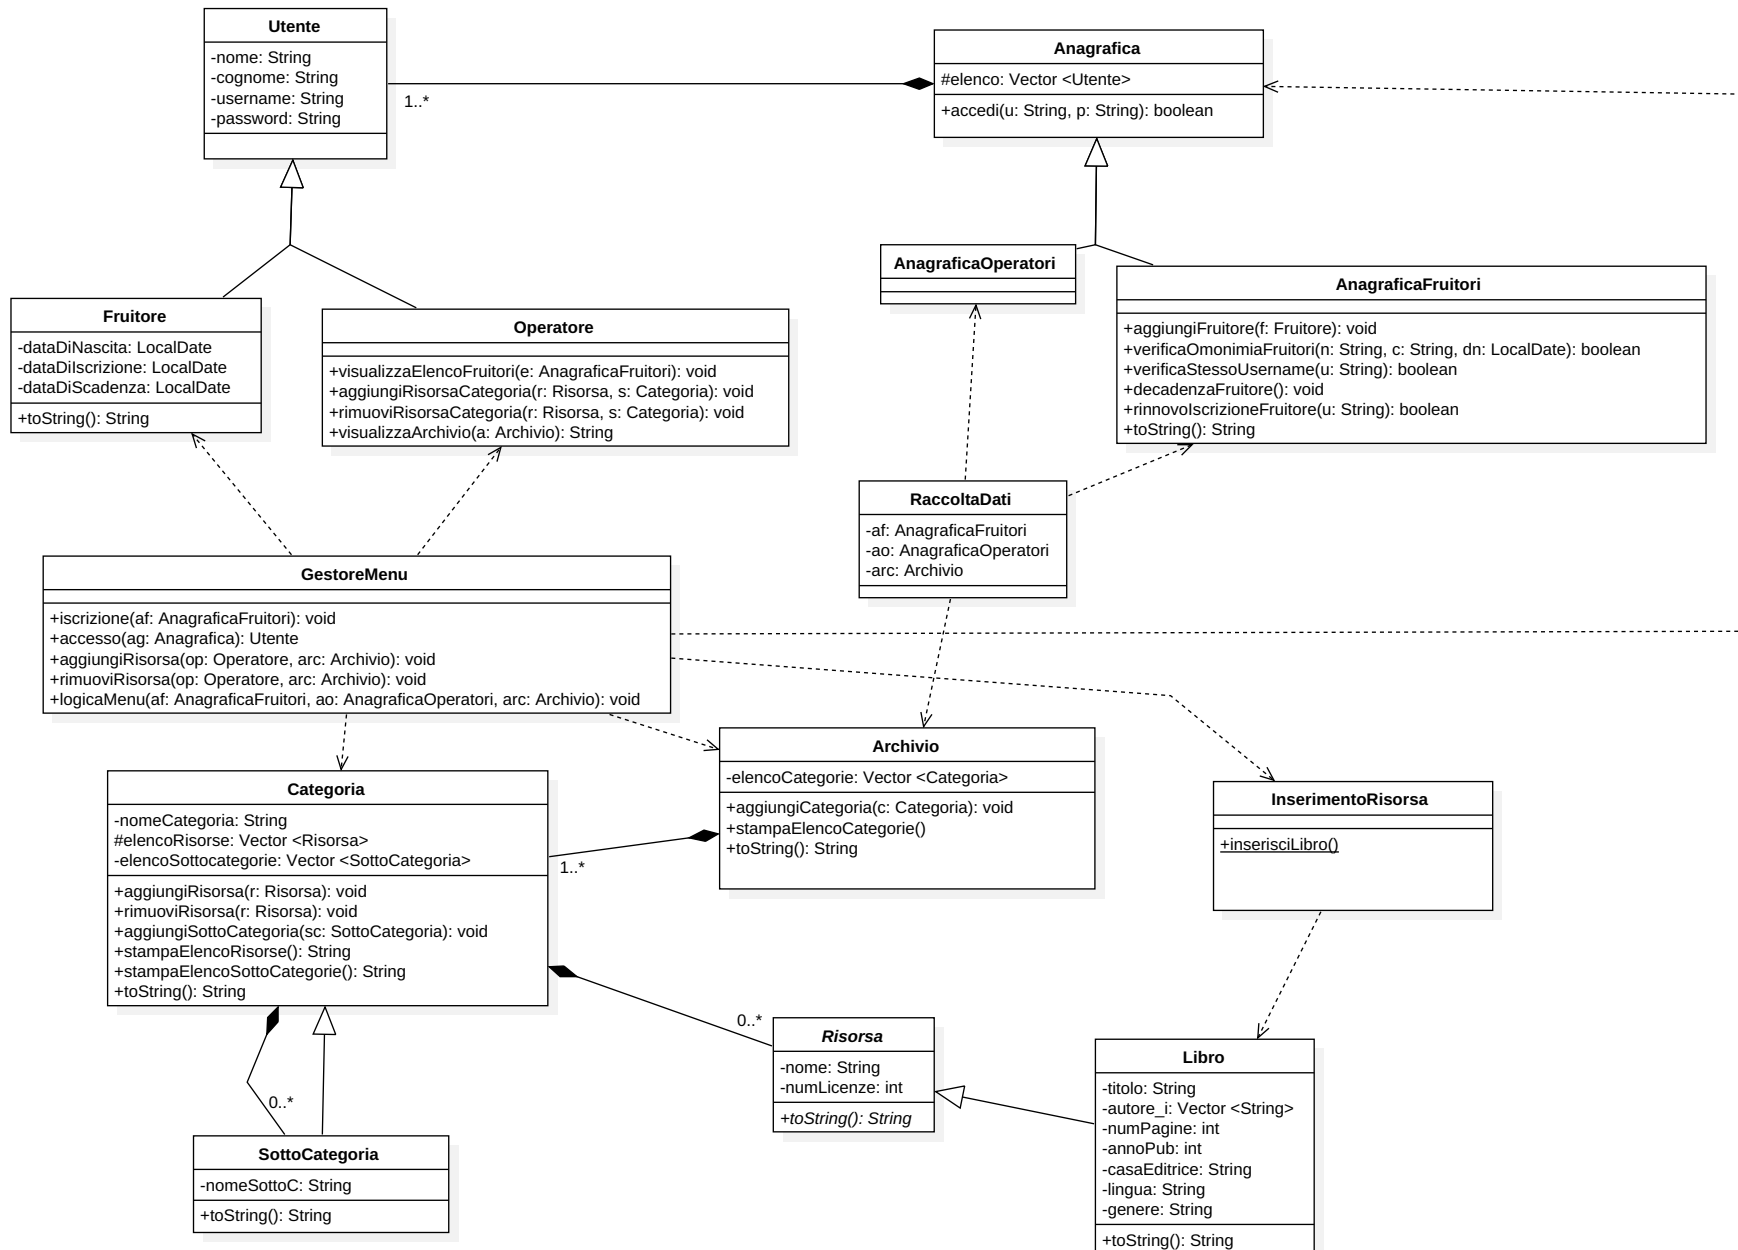 Utente
-nome: String
-cognome: String
-username: String
-password: String
1..*
Anagrafica
#elenco: Vector <Utente>
+accedi(u: String, p: String): boolean
AnagraficaOperatori
AnagraficaFruitori
+aggiungiFruitore(f: Fruitore): void
+verificaOmonimiaFruitori(n: String, c: String, dn: LocalDate): boolean
+verificaStessoUsername(u: String): boolean
+decadenzaFruitore(): void
+rinnovoIscrizioneFruitore(u: String): boolean
+toString(): String
Fruitore
-dataDiNascita: LocalDate
-dataDiIscrizione: LocalDate
-dataDiScadenza: LocalDate
+toString(): String
Operatore
+visualizzaElencoFruitori(e: AnagraficaFruitori): void
+aggiungiRisorsaCategoria(r: Risorsa, s: Categoria): void
+rimuoviRisorsaCategoria(r: Risorsa, s: Categoria): void
+visualizzaArchivio(a: Archivio): String
RaccoltaDati
-af: AnagraficaFruitori
-ao: AnagraficaOperatori
-arc: Archivio
GestoreMenu
+iscrizione(af: AnagraficaFruitori): void
+accesso(ag: Anagrafica): Utente
+aggiungiRisorsa(op: Operatore, arc: Archivio): void
+rimuoviRisorsa(op: Operatore, arc: Archivio): void
+logicaMenu(af: AnagraficaFruitori, ao: AnagraficaOperatori, arc: Archivio): void
Archivio
-elencoCategorie: Vector <Categoria>
+aggiungiCategoria(c: Categoria): void
+stampaElencoCategorie()
+toString(): String
InserimentoRisorsa
+inserisciLibro()
Categoria
-nomeCategoria: String
#elencoRisorse: Vector <Risorsa>
-elencoSottocategorie: Vector <SottoCategoria>
+aggiungiRisorsa(r: Risorsa): void
+rimuoviRisorsa(r: Risorsa): void
+aggiungiSottoCategoria(sc: SottoCategoria): void
+stampaElencoRisorse(): String
+stampaElencoSottoCategorie(): String
+toString(): String
1..*
0..*
0..*
Risorsa
-nome: String
-numLicenze: int
+toString(): String
Libro
-titolo: String
-autore_i: Vector <String>
-numPagine: int
-annoPub: int
-casaEditrice: String
-lingua: String
-genere: String
+toString(): String
SottoCategoria
-nomeSottoC: String
+toString(): String